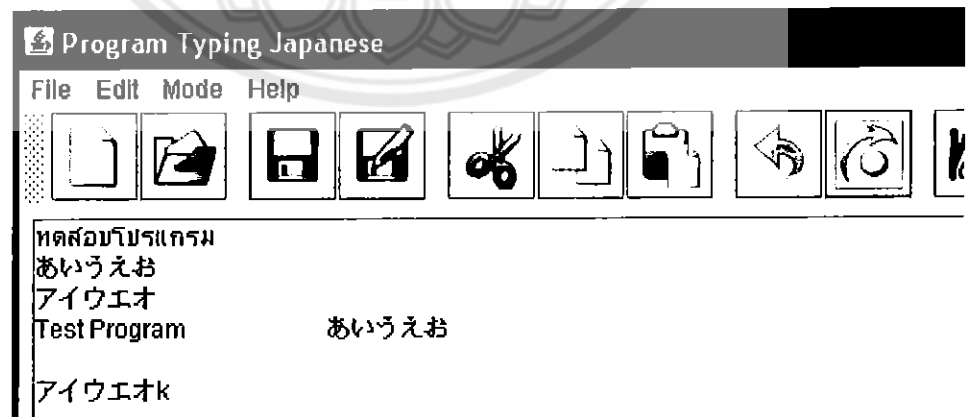 Program Typing Japanese
File Edit Mode Help
ทดสอบโปรแกรม
あいうえお
アイウエオ
Test Program あいうえお
アイウエオk